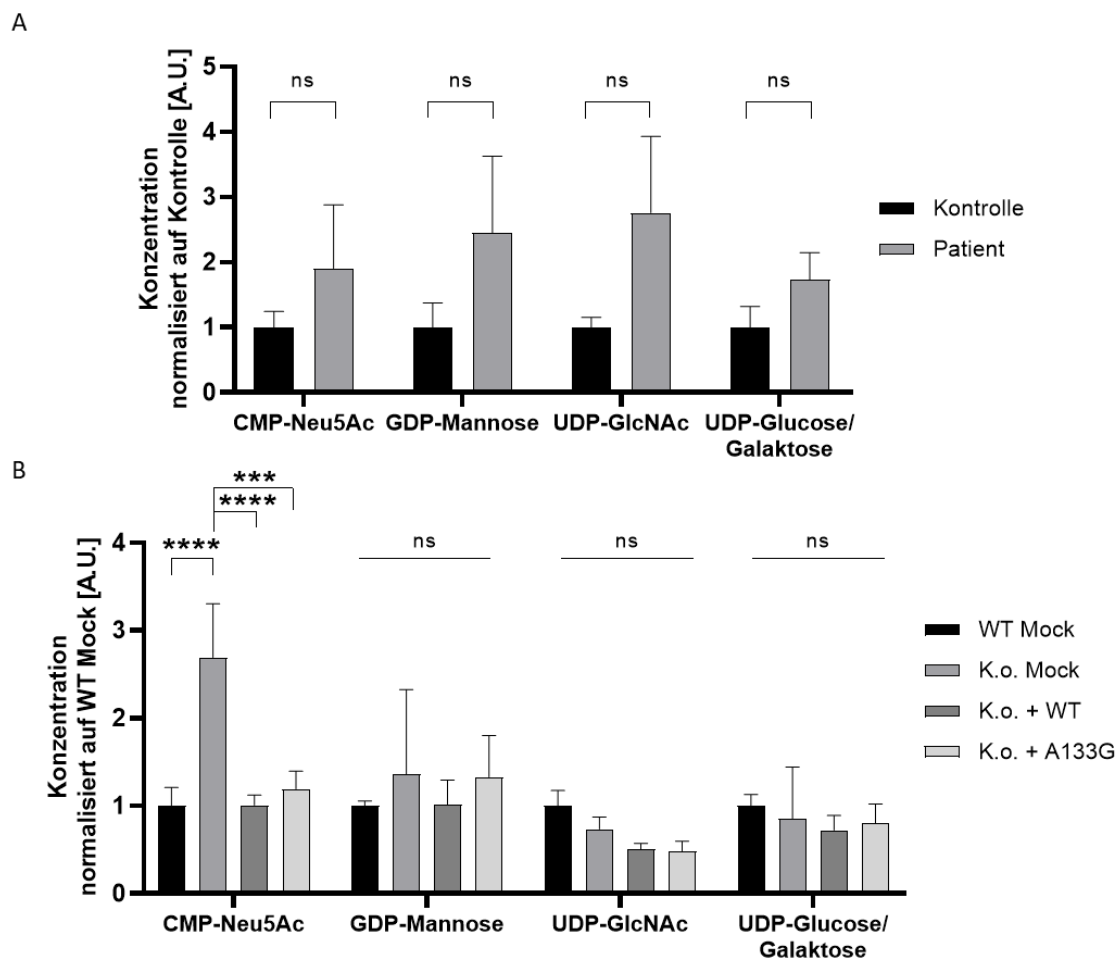 A
Konzentration
normalisiert auf Kontrolle [A.U.]
5
4
3
2
1
0
ns
ns
ns
ns
CMP-Neu5Ac
GDP-Mannose
UDP-GlcNAc
UDP-Glucose/
Galaktose
Kontrolle
Patient
B
Konzentration
normalisiert auf WT Mock [A.U.]
4
3
2
1
0
***
****
****
ns
ns
ns
CMP-Neu5Ac
GDP-Mannose
UDP-GlcNAc
UDP-Glucose/
Galaktose
WT Mock
K.o. Mock
K.o. + WT
K.o. + A133G